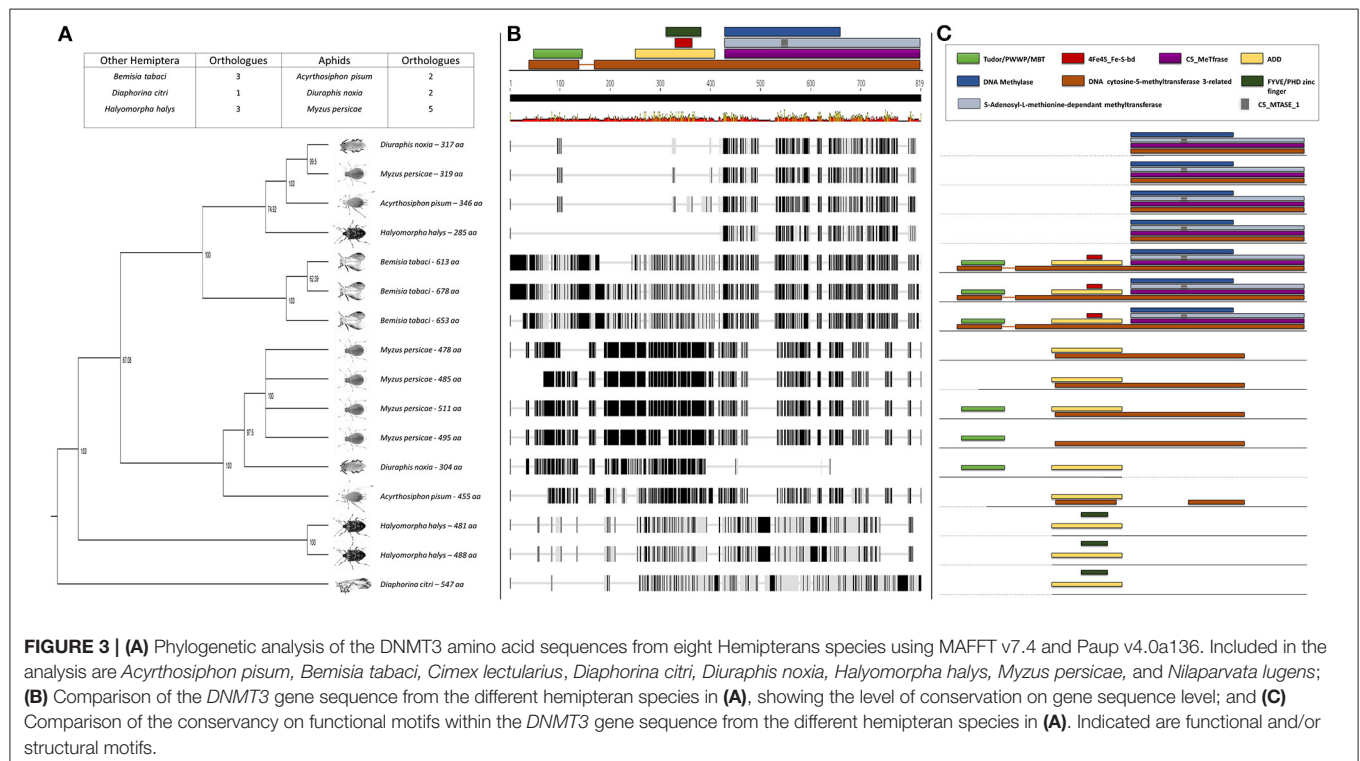 A
Other Hemiptera Orthologues Aphids Orthologues
Bemisia tabaci 3 Acyrthosiphon pisum 2
Diaphorina citri 1 Diuraphis noxia 2
Halyomorpha halys 3 Myzus persicae 5
Diuraphis noxia – 317 aa
Myzus persicae – 319 aa
Acyrthosiphon pisum – 346 aa
Halyomorpha halys – 285 aa
Bemisia tabaci - 613 aa
Bemisia tabaci - 678 aa
Bemisia tabaci – 653 aa
Myzus persicae - 478 aa
Myzus persicae - 485 aa
Myzus persicae – 511 aa
Myzus persicae – 495 aa
Diuraphis noxia – 304 aa
Acyrthosiphon pisum - 455 aa
Halyomorpha halys – 481 aa
Halyomorpha halys – 488 aa
Diaphorina citri – 547 aa
99.5
100
74.92
100
62.39
100
67.08
100
97.5
100
100
100
B
1 100 200 300 400 500 600 700 819
C
Tudor/PWWP/MBT 4Fe4S_Fe-S-bd C5_MeTfrase ADD
DNA Methylase DNA cytosine-5-methyltransferase 3-related FYVE/PHD zinc
finger
S-Adenosyl-L-methionine-dependant methyltransferase C5_MTASE_1
FIGURE 3 | (A) Phylogenetic analysis of the DNMT3 amino acid sequences from eight Hemipterans species using MAFFT v7.4 and Paup v4.0a136. Included in the
analysis are Acyrthosiphon pisum, Bemisia tabaci, Cimex lectularius, Diaphorina citri, Diuraphis noxia, Halyomorpha halys, Myzus persicae, and Nilaparvata lugens;
(B) Comparison of the DNMT3 gene sequence from the different hemipteran species in (A), showing the level of conservation on gene sequence level; and (C)
Comparison of the conservancy on functional motifs within the DNMT3 gene sequence from the different hemipteran species in (A). Indicated are functional and/or
structural motifs.